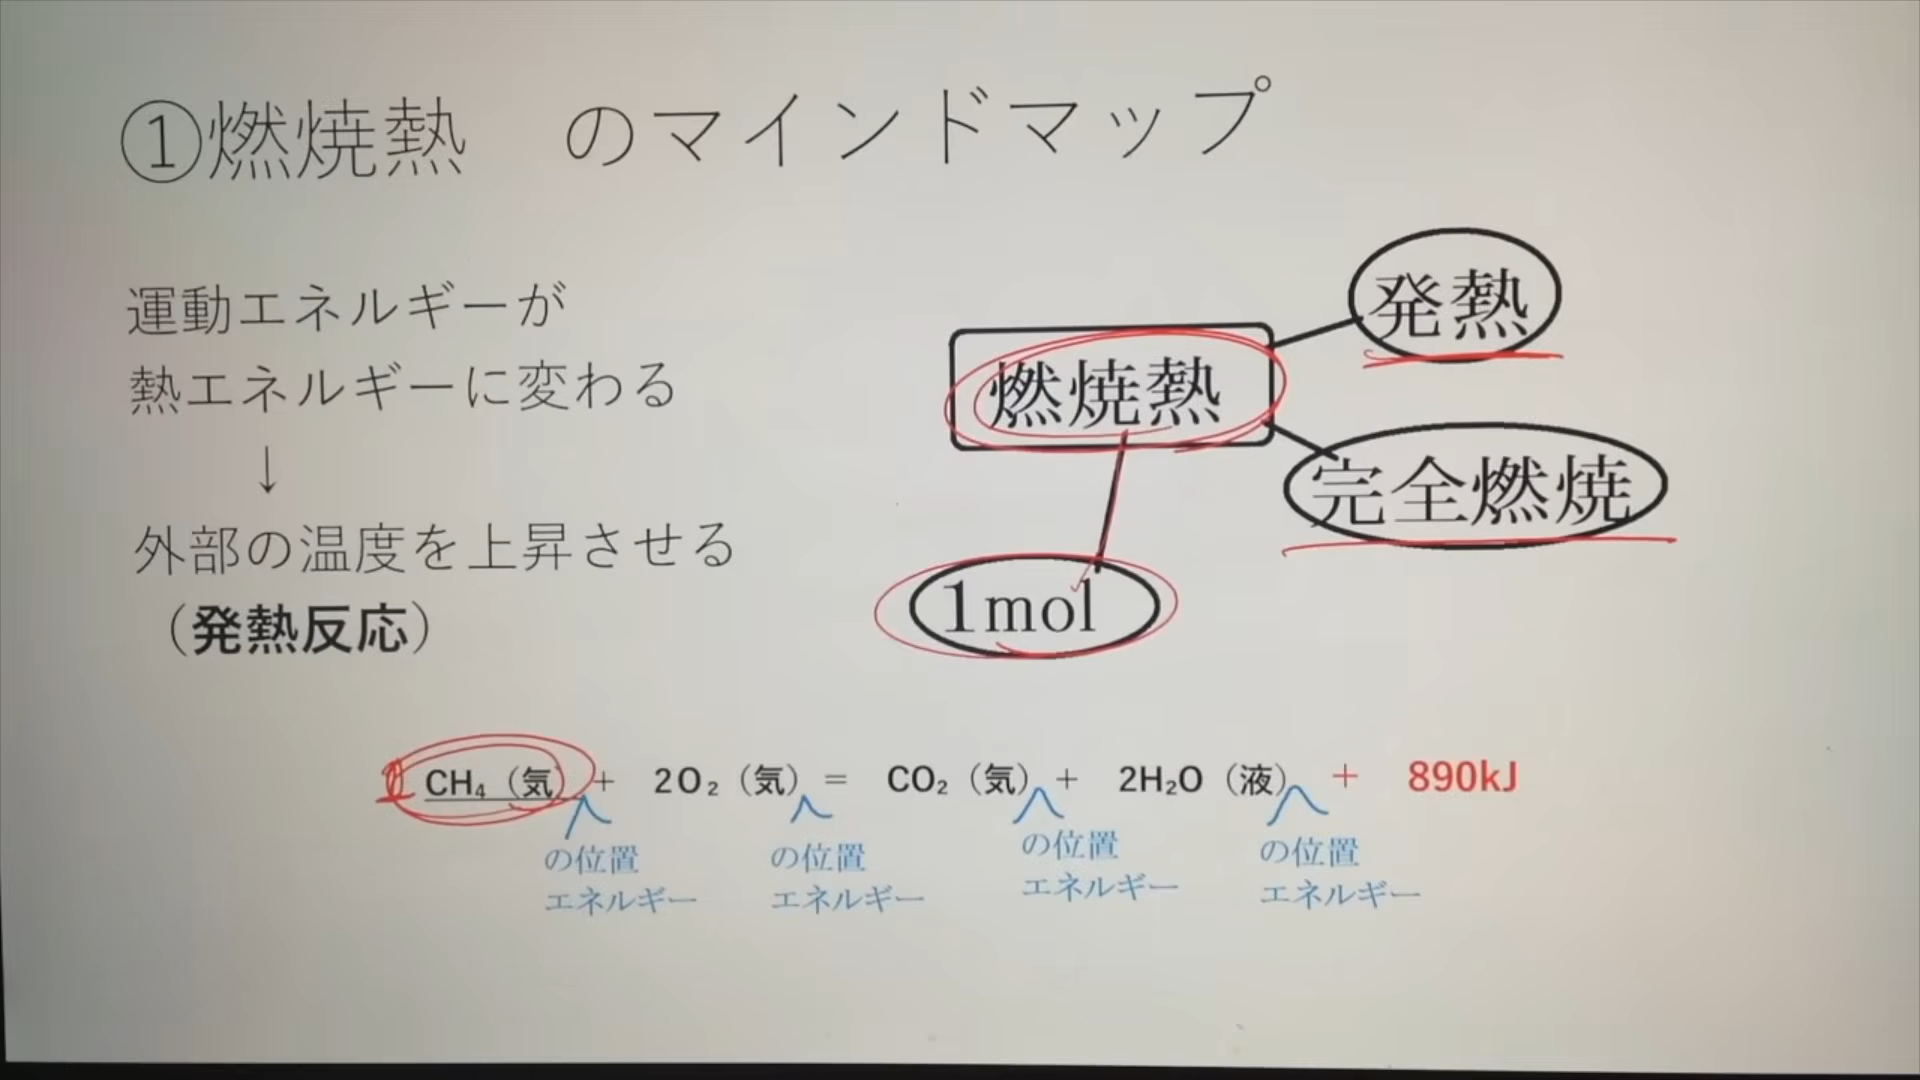 ①燃焼熱 のマインドマップ
運動エネルギーが
熱エネルギーに変わる
↓
外部の温度を上昇させる
（発熱反応）
発熱
燃焼熱
完全燃焼
1mol
1 CH₄（気） + 2O₂（気） = CO₂（気） + 2H₂O（液） + 890kJ
の位置 の位置 の位置 の位置
エネルギー エネルギー エネルギー エネルギー